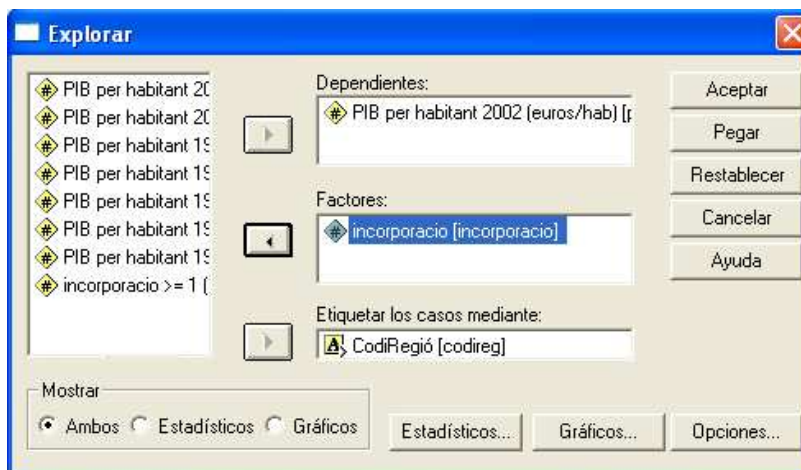 Explorar
PIB per habitant 20
PIB per habitant 20
PIB per habitant 19
PIB per habitant 19
PIB per habitant 19
PIB per habitant 19
PIB per habitant 19
incorporacio >= 1 (
Dependientes:
PIB per habitant 2002 (euros/hab) [p
Factores:
incorporacio [incorporacio]
Etiquetar los casos mediante:
CodiRegió [codireg]
Aceptar
Pegar
Restablecer
Cancelar
Ayuda
Mostrar
Ambos Estadísticos Gráficos
Estadísticos... Gráficos... Opciones...